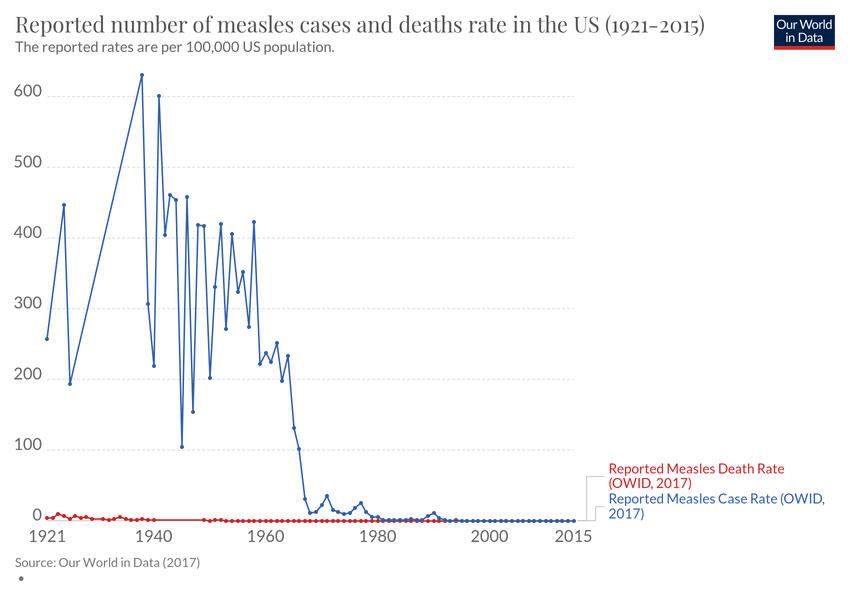 Reported number of measles cases and deaths rate in the US (1921-2015)
The reported rates are per 100,000 US population.
Our World
in Data
600
500
400
300
200
100
0
1921
1940
1960
1980
2000
2015
Reported Measles Death Rate
(OWID, 2017)
Reported Measles Case Rate (OWID,
2017)
Source: Our World in Data (2017)
•